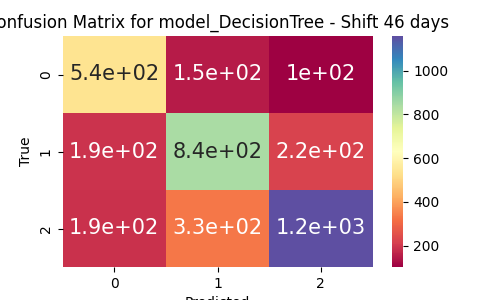 onfusion Matrix for model_DecisionTree - Shift 46 days
0 5.4e+02 1.5e+02 1e+02
1 1.9e+02 8.4e+02 2.2e+02
2 1.9e+02 3.3e+02 1.2e+03
0 1 2
True
Predicted
1000
800
600
400
200